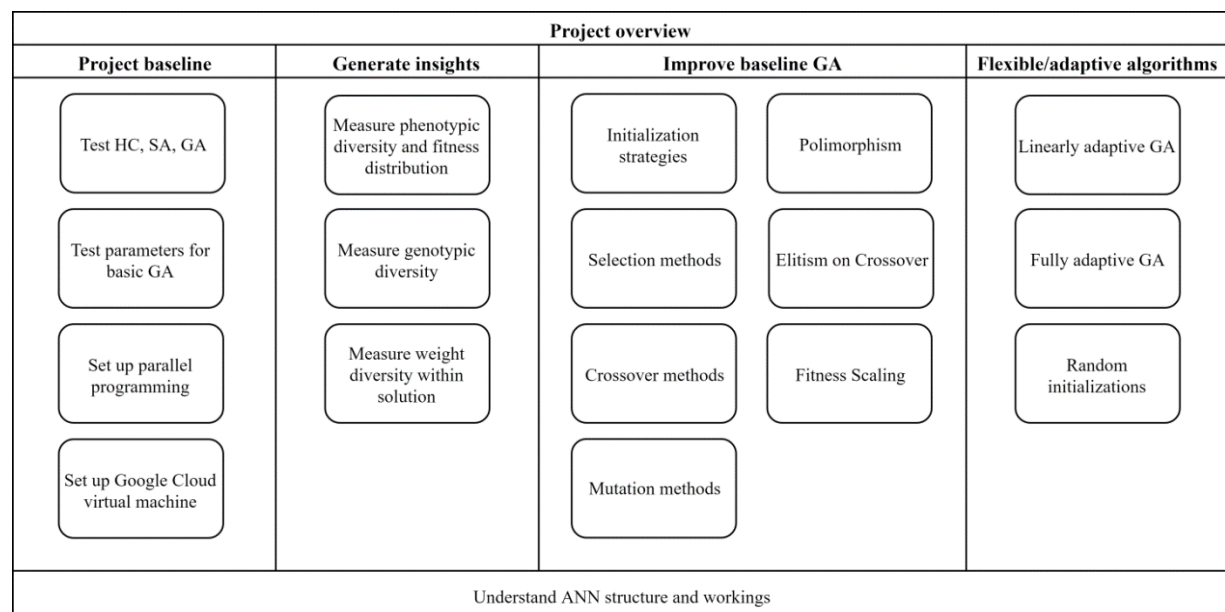 Project overview
Project baseline
Generate insights
Improve baseline GA
Flexible/adaptive algorithms
Test HC, SA, GA
Test parameters for
basic GA
Set up parallel
programming
Set up Google Cloud
virtual machine
Measure phenotypic
diversity and fitness
distribution
Measure genotypic
diversity
Measure weight
diversity within
solution
Initialization
strategies
Polimorphism
Selection methods
Elitism on Crossover
Crossover methods
Fitness Scaling
Mutation methods
Linearly adaptive GA
Fully adaptive GA
Random
initializations
Understand ANN structure and workings